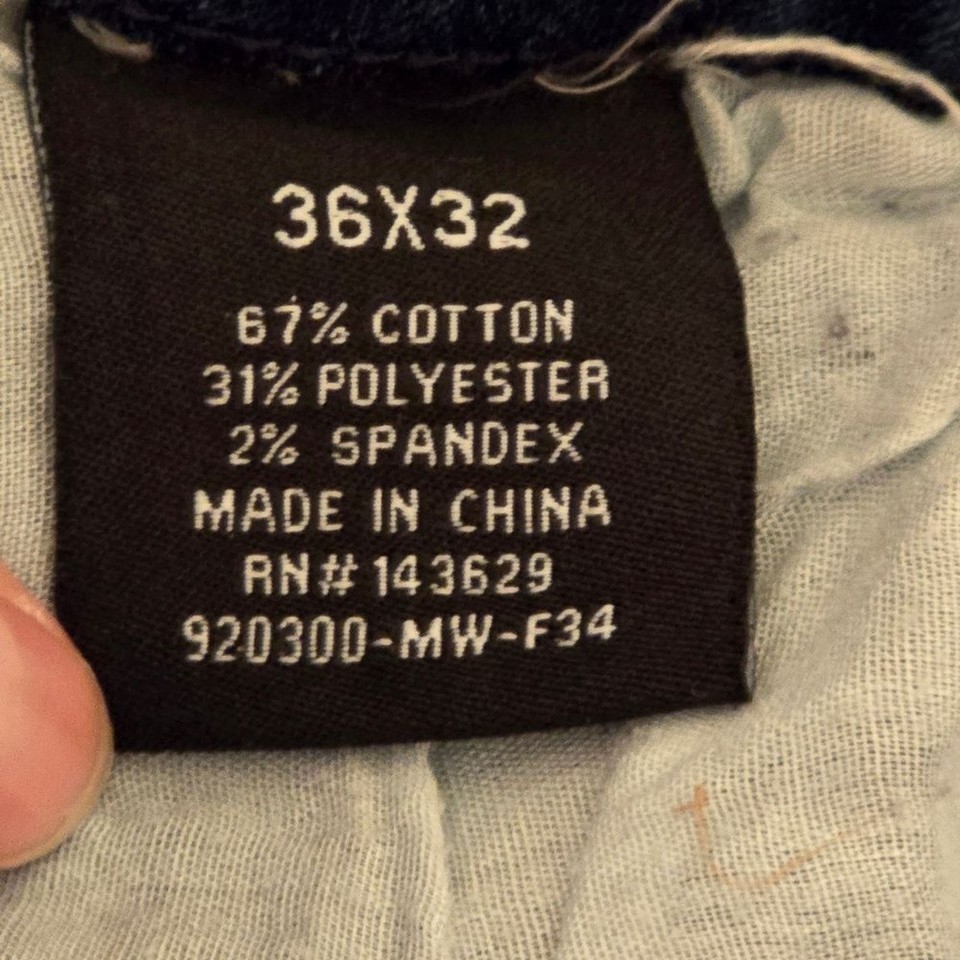 36X32
67% COTTON
31% POLYESTER
2% SPANDEX
MADE IN CHINA
RN# 143629
920300-MW-F34